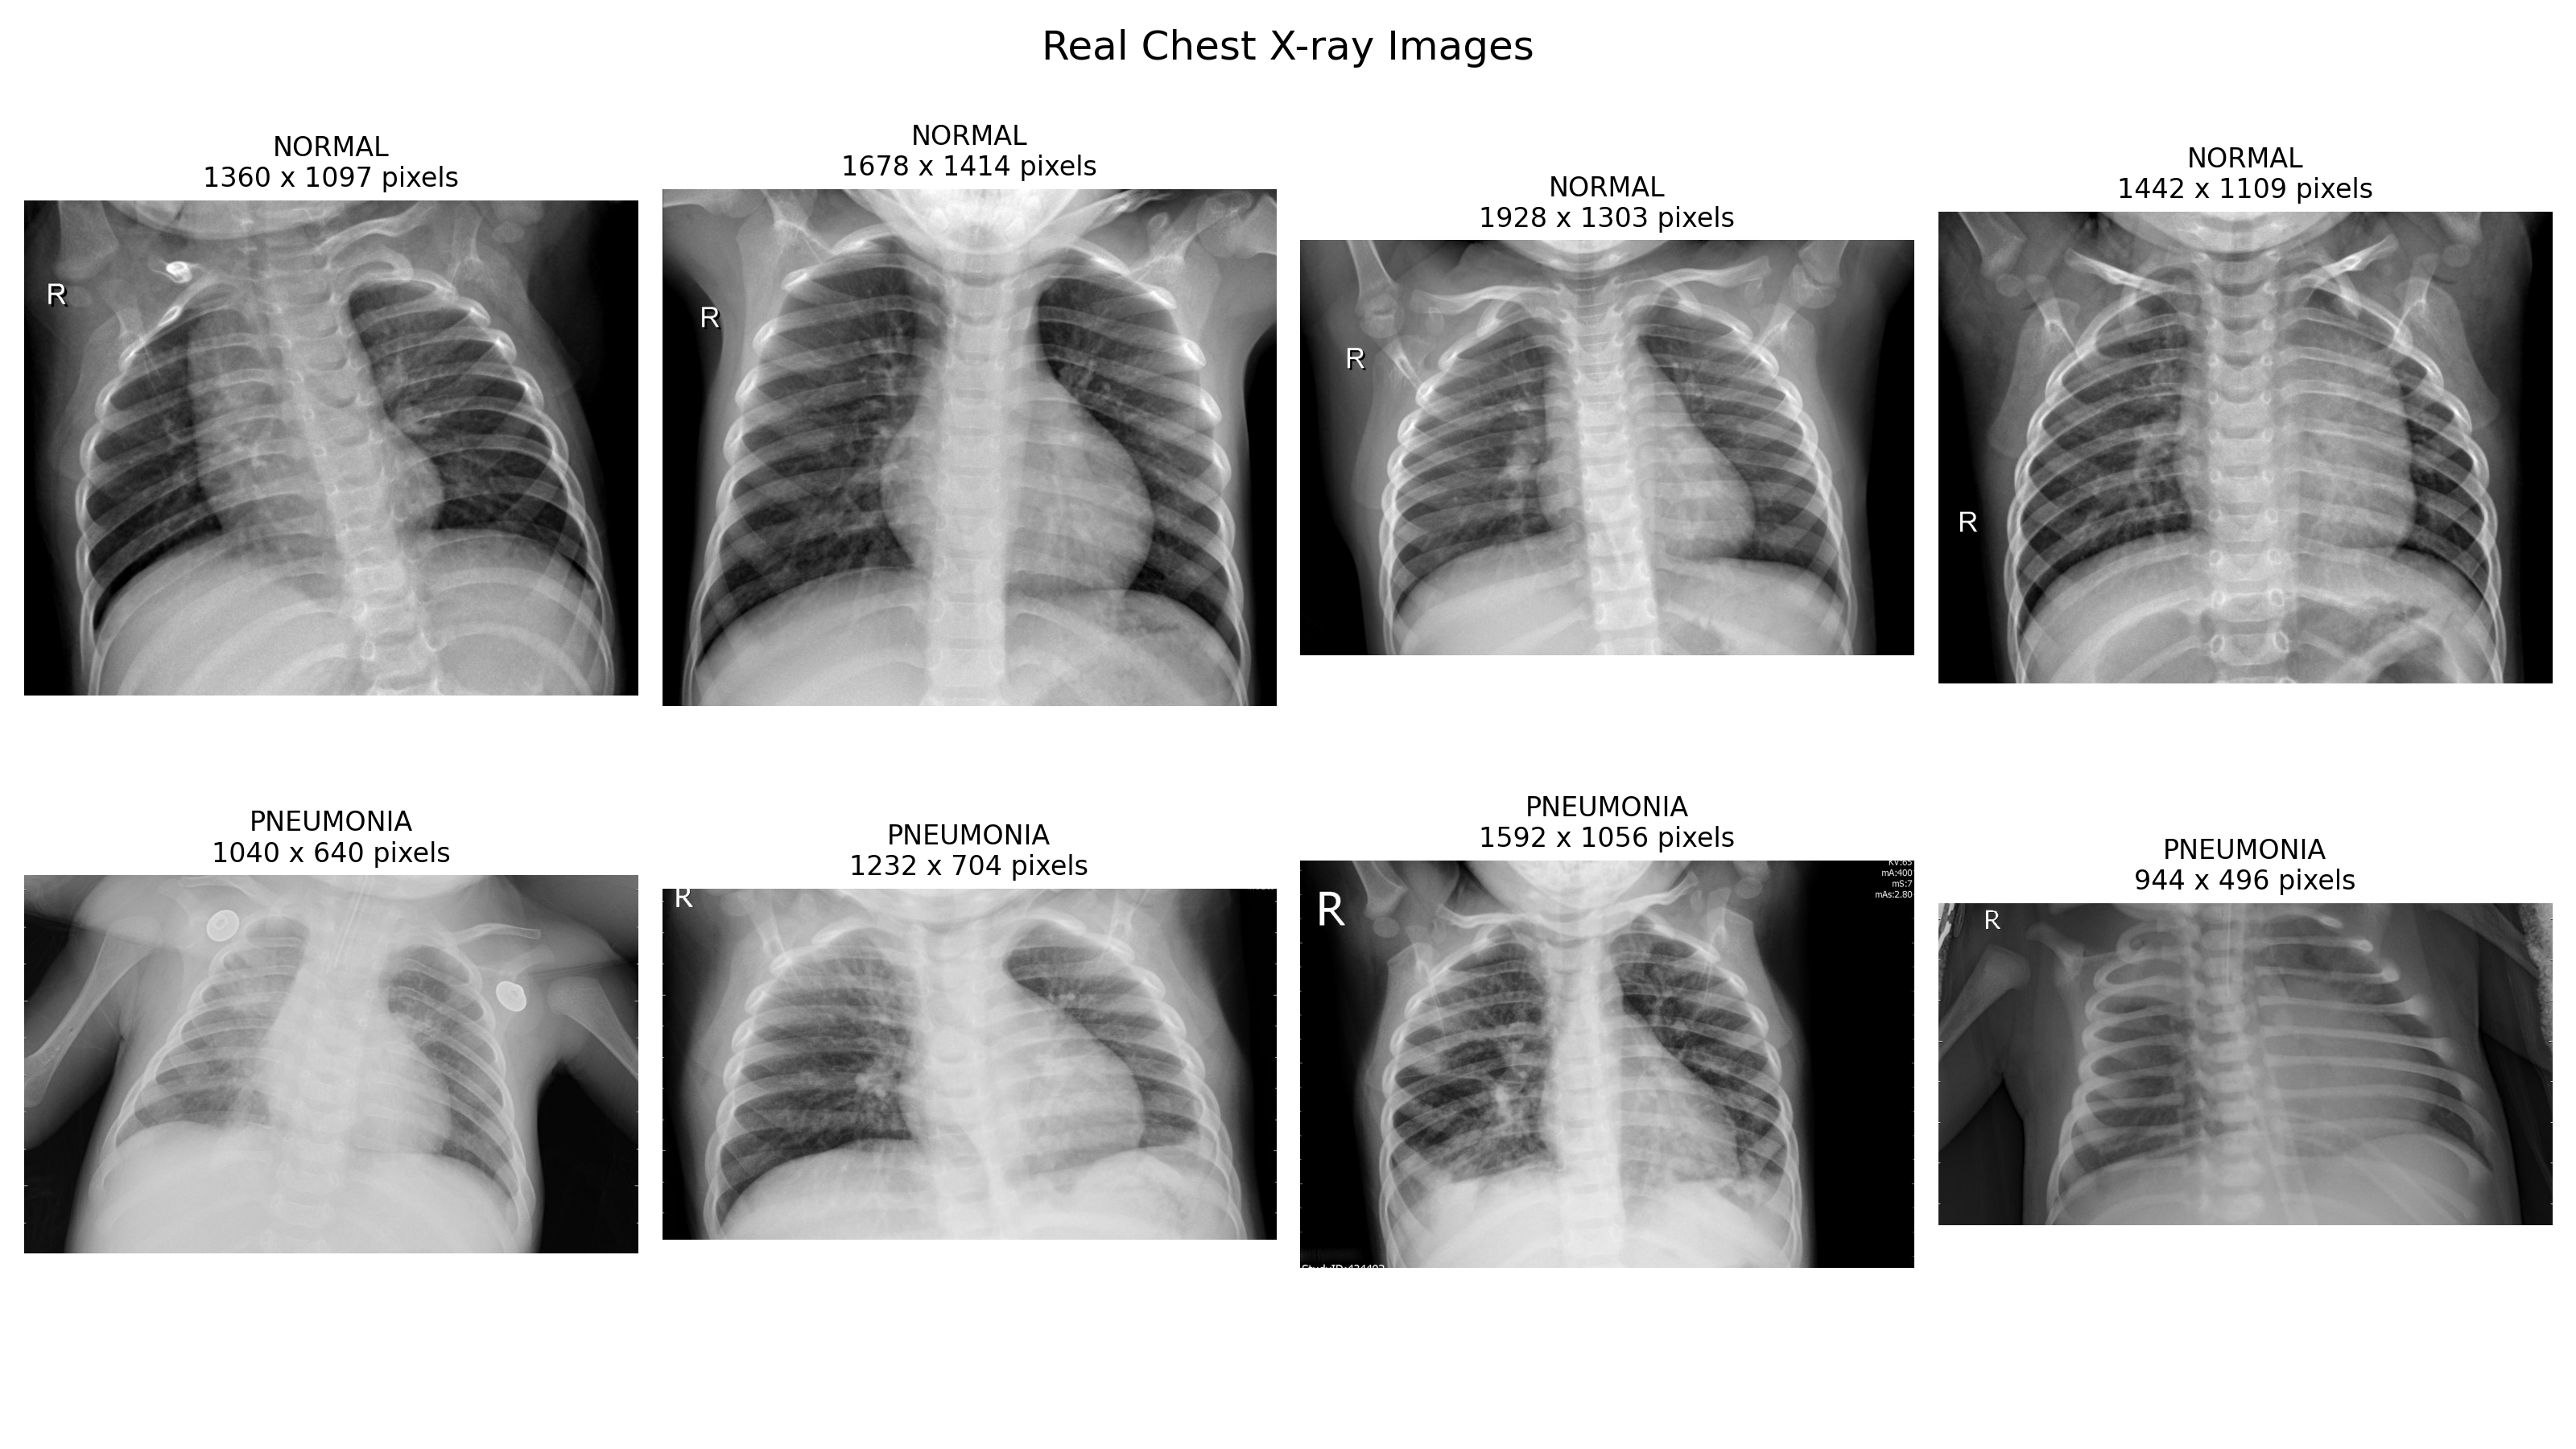 Real Chest X-ray Images
NORMAL
1360 x 1097 pixels
R
NORMAL
1678 x 1414 pixels
R
NORMAL
1928 x 1303 pixels
R
NORMAL
1442 x 1109 pixels
R
PNEUMONIA
1040 x 640 pixels
PNEUMONIA
1232 x 704 pixels
R
PNEUMONIA
1592 x 1056 pixels
R
KV:65
mA:400
mS:7
mAs:2.80
PNEUMONIA
944 x 496 pixels
R